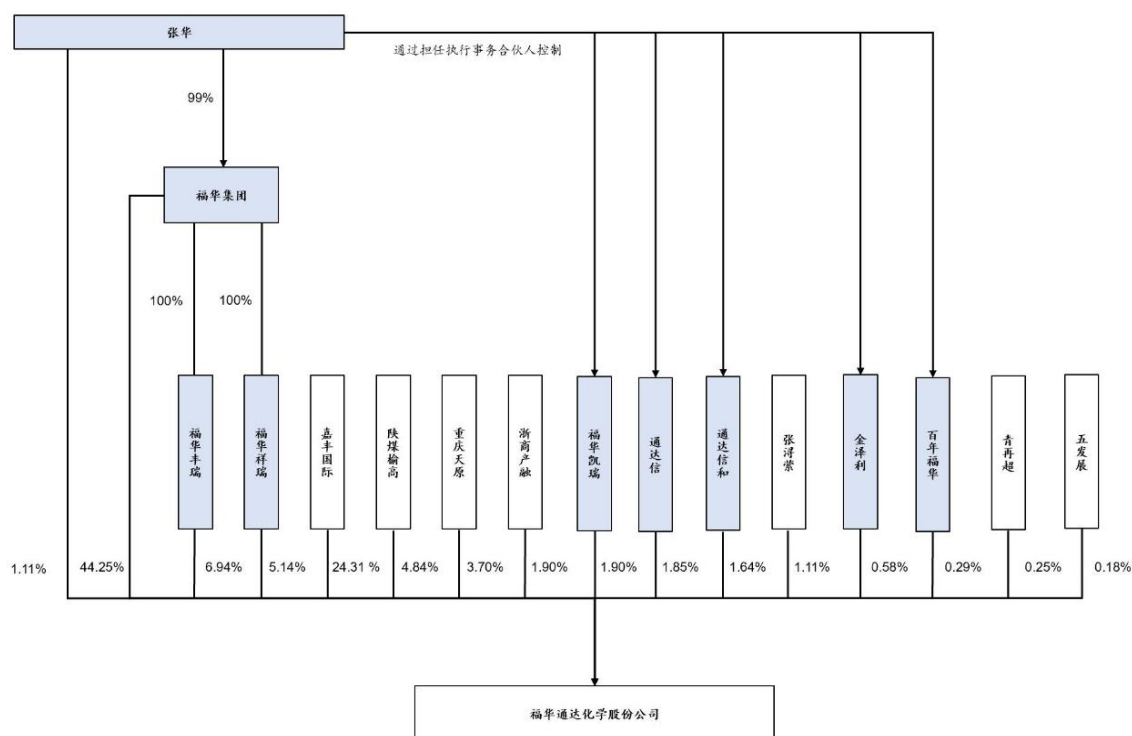 张华
通过担任执行事务合伙人控制
99%
福华集团
100%
100%
福华丰瑞
福华祥瑞
嘉丰国际
陕煤榆高
重庆天原
浙商产融
福华凯瑞
通达信
通达信和
张浔萦
金泽利
百年福华
青再超
五发展
1.11%
44.25%
6.94%
5.14%
24.31 %
4.84%
3.70%
1.90%
1.90%
1.85%
1.64%
1.11%
0.58%
0.29%
0.25%
0.18%
福华通达化学股份公司